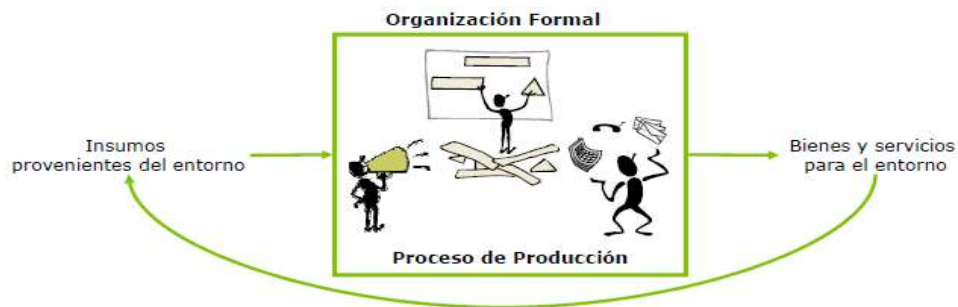 Organización Formal
Insumos
provenientes del entorno
Bienes y servicios
para el entorno
Proceso de Producción